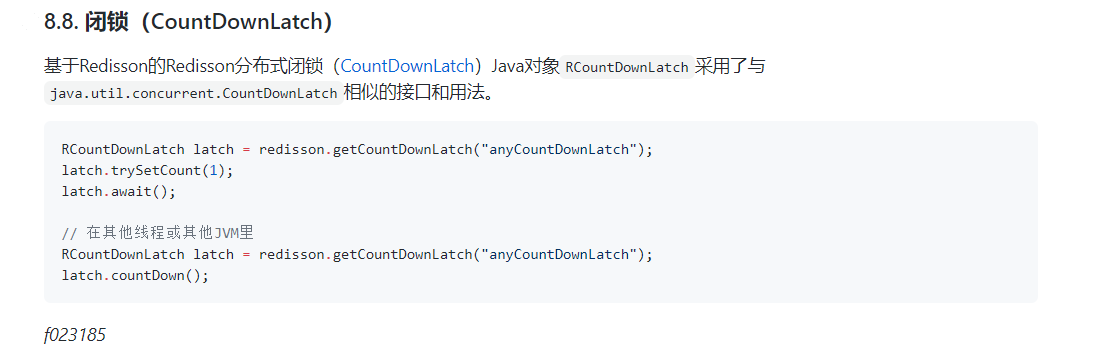 8.8. 闭锁（CountDownLatch）
基于Redisson的Redisson分布式闭锁（CountDownLatch）Java对象 RCountDownLatch 采用了与
java.util.concurrent.CountDownLatch 相似的接口和用法。
RCountDownLatch latch = redisson.getCountDownLatch("anyCountDownLatch");
latch.trySetCount(1);
latch.await();
// 在其他线程或其他JVM里
RCountDownLatch latch = redisson.getCountDownLatch("anyCountDownLatch");
latch.countDown();
f023185